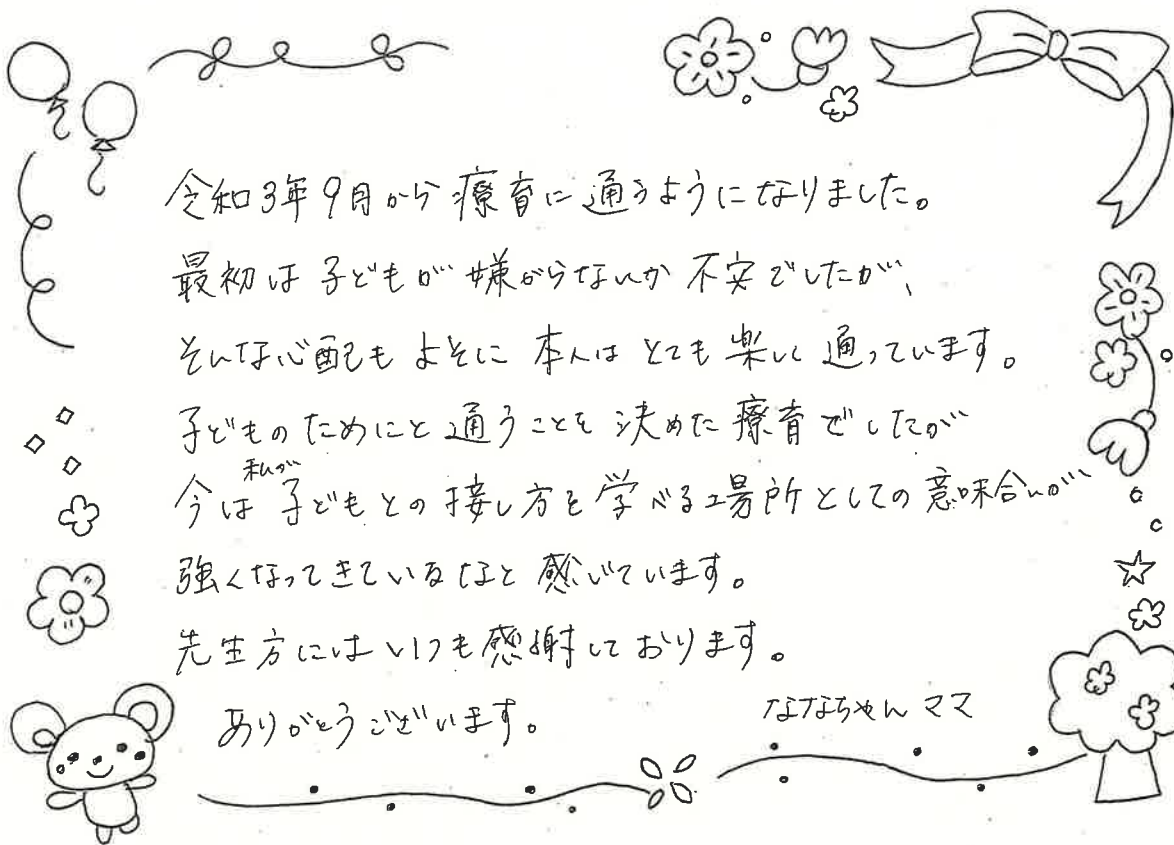 令和3年9月から療育に通うようになりました。
最初は子どもが嫌がらないか不安でしたが、
そんな心配もよそに本人はとても楽しく通っています。
子どものためにと通うことを決めた療育でしたが
今は私が子どもとの接し方を学べる場所としての意味合いが
強くなってきているなと感じています。
先生方にはいつも感謝しております。
ありがとうございます。
ななちゃんママ